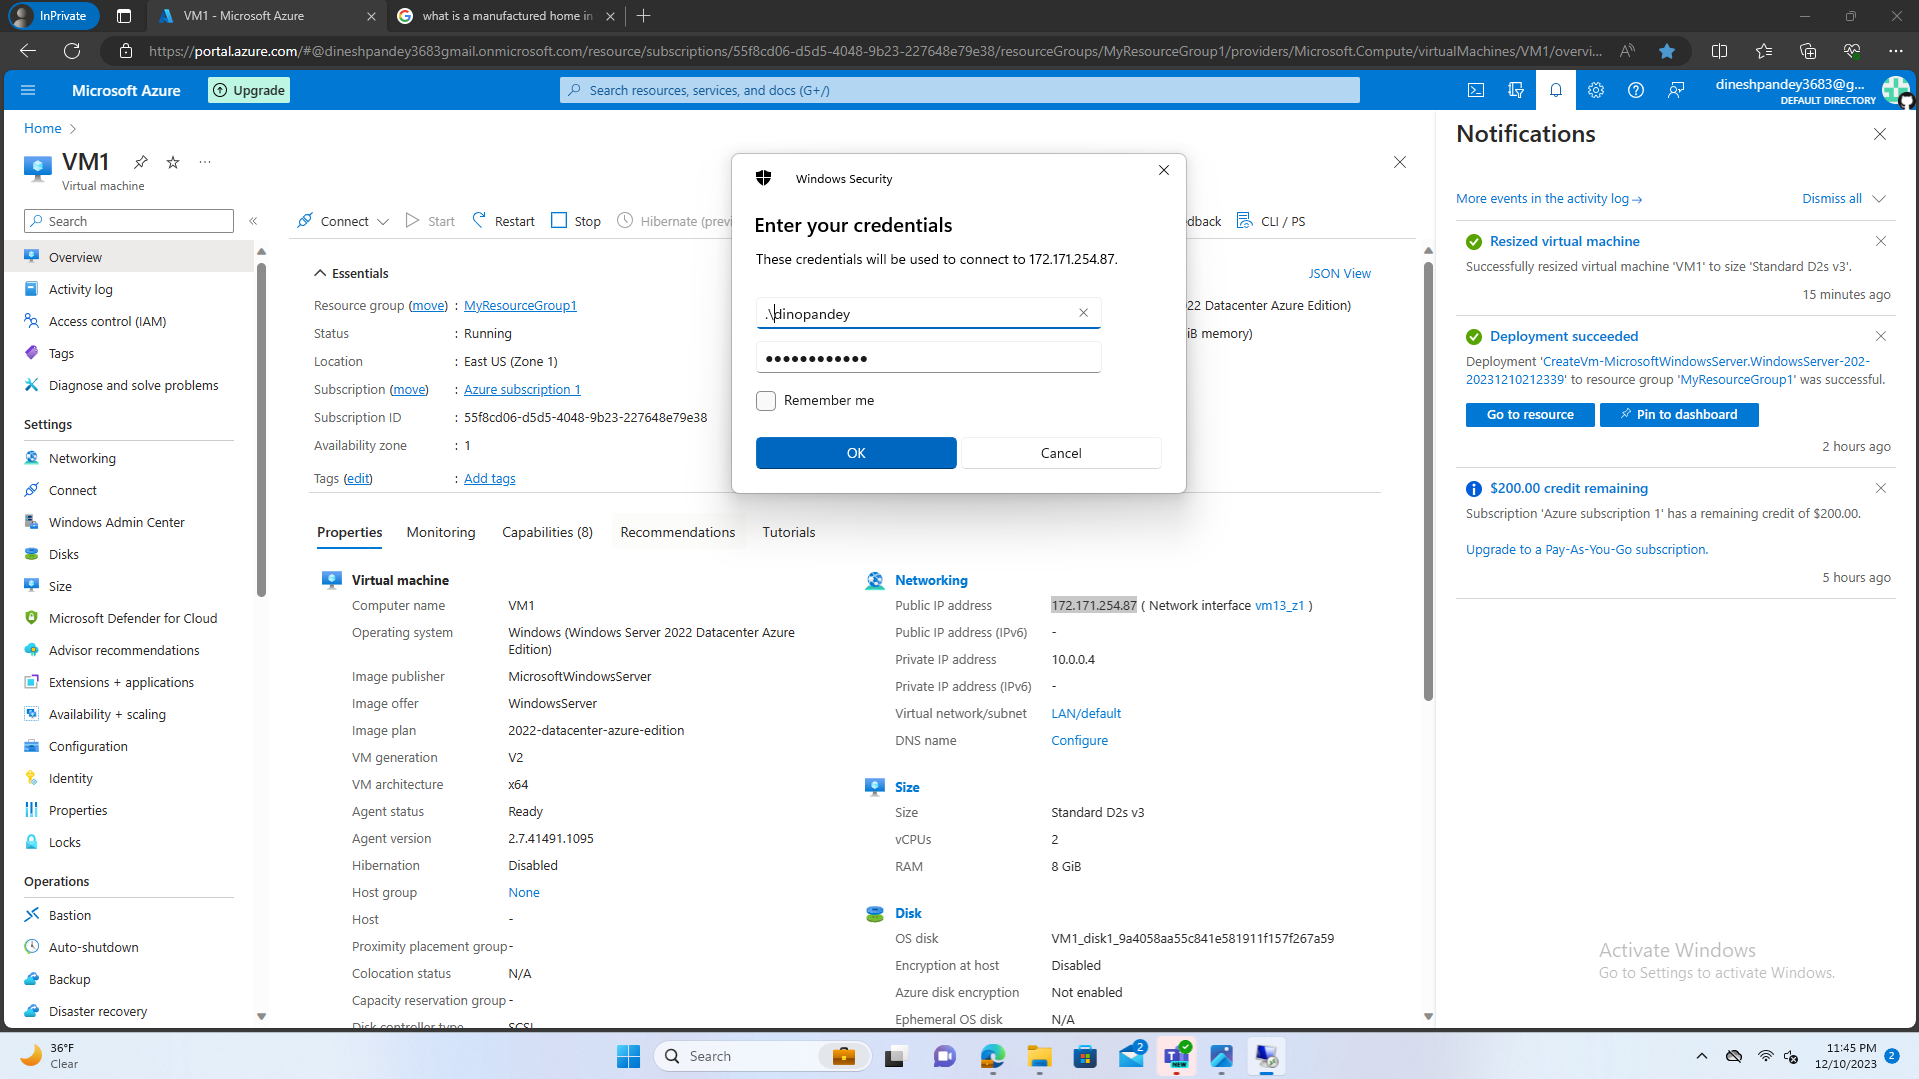 InPrivate
VM1 - Microsoft Azure
what is a manufactured home in
https://portal.azure.com/#@dineshpandey3683gmail.onmicrosoft.com/resource/subscriptions/55f8cd06-d5d5-4048-9b23-227648e79e38/resourceGroups/MyResourceGroup1/providers/Microsoft.Compute/virtualMachines/VM1/overvi...
Microsoft Azure
Upgrade
Search resources, services, and docs (G+/)
dineshpandey3683@g...
DEFAULT DIRECTORY
Home
VM1
Virtual machine
Search
Connect
Start
Restart
Stop
Hibernate (previ
edback
CLI / PS
Overview
Activity log
Access control (IAM)
Tags
Diagnose and solve problems
Settings
Networking
Connect
Windows Admin Center
Disks
Size
Microsoft Defender for Cloud
Advisor recommendations
Extensions + applications
Availability + scaling
Configuration
Identity
Properties
Locks
Operations
Bastion
Auto-shutdown
Backup
Disaster recovery
Essentials
JSON View
Resource group (move) : MyResourceGroup1
Status : Running
Location : East US (Zone 1)
Subscription (move) : Azure subscription 1
Subscription ID : 55f8cd06-d5d5-4048-9b23-227648e79e38
Availability zone : 1
Tags (edit) : Add tags
22 Datacenter Azure Edition)
iB memory)
Windows Security
Enter your credentials
These credentials will be used to connect to 172.171.254.87.
.\dinopandey
●●●●●●●●●●●●
Remember me
OK
Cancel
Properties
Monitoring
Capabilities (8)
Recommendations
Tutorials
Virtual machine
Computer name VM1
Operating system Windows (Windows Server 2022 Datacenter Azure
Edition)
Image publisher MicrosoftWindowsServer
Image offer WindowsServer
Image plan 2022-datacenter-azure-edition
VM generation V2
VM architecture x64
Agent status Ready
Agent version 2.7.41491.1095
Hibernation Disabled
Host group None
Host -
Proximity placement group -
Colocation status N/A
Capacity reservation group -
Disk controller type SCSI
Networking
Public IP address 172.171.254.87 ( Network interface vm13_z1 )
Public IP address (IPv6) -
Private IP address 10.0.0.4
Private IP address (IPv6) -
Virtual network/subnet LAN/default
DNS name Configure
Size
Size Standard D2s v3
vCPUs 2
RAM 8 GiB
Disk
OS disk VM1_disk1_9a4058aa55c841e581911f157f267a59
Encryption at host Disabled
Azure disk encryption Not enabled
Ephemeral OS disk N/A
Notifications
More events in the activity log →
Dismiss all
Resized virtual machine
Successfully resized virtual machine 'VM1' to size 'Standard D2s v3'.
15 minutes ago
Deployment succeeded
Deployment 'CreateVm-MicrosoftWindowsServer.WindowsServer-202-
20231210212339' to resource group 'MyResourceGroup1' was successful.
Go to resource
Pin to dashboard
2 hours ago
$200.00 credit remaining
Subscription 'Azure subscription 1' has a remaining credit of $200.00.
Upgrade to a Pay-As-You-Go subscription.
5 hours ago
Activate Windows
Go to Settings to activate Windows.
36°F
Clear
Search
2
NEW
11:45 PM
12/10/2023
2